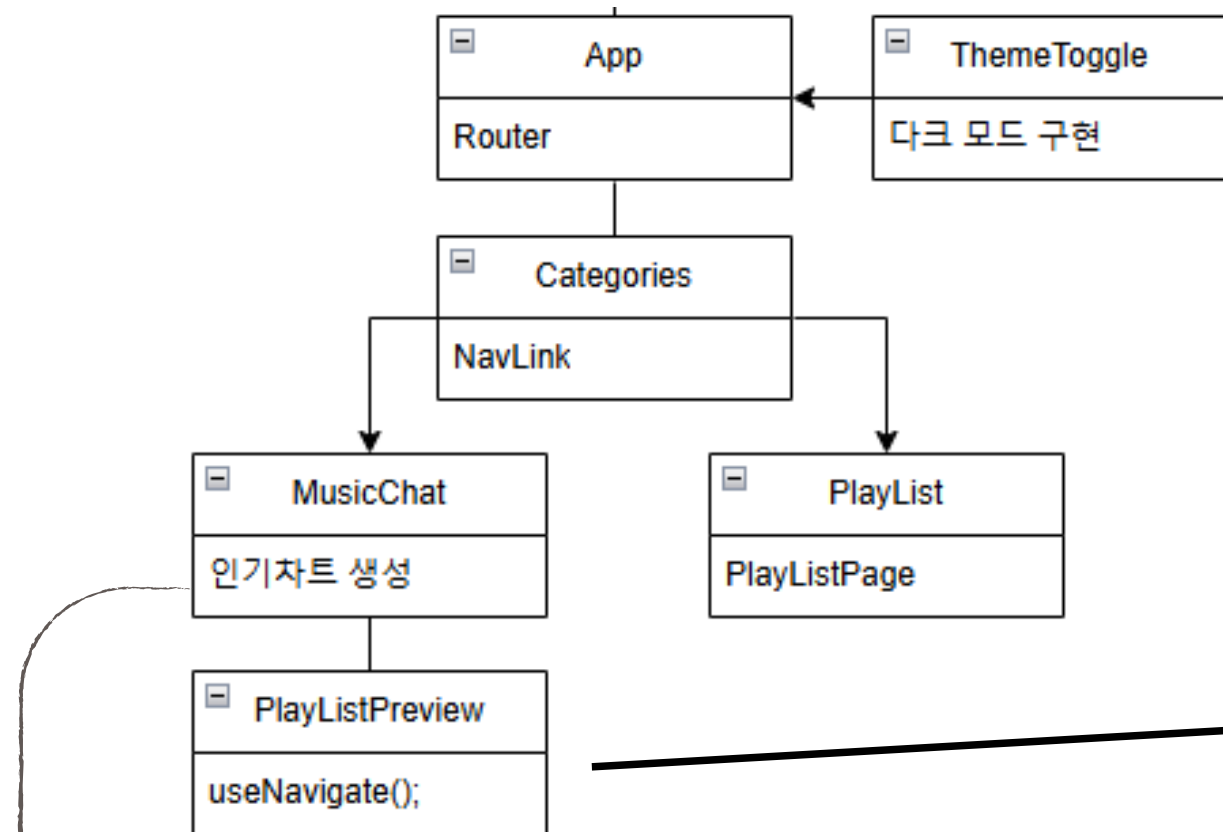 App
ThemeToggle
Router
다크 모드 구현
Categories
NavLink
MusicChat
PlayList
인기차트 생성
PlayListPage
PlayListPreview
useNavigate();